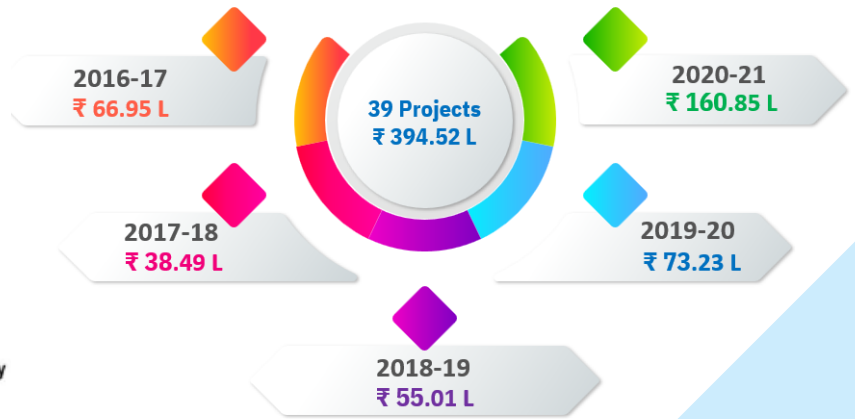 2016-17
₹ 66.95 L
39 Projects
₹ 394.52 L
2020-21
₹ 160.85 L
2017-18
₹ 38.49 L
2019-20
₹ 73.23 L
2018-19
₹ 55.01 L